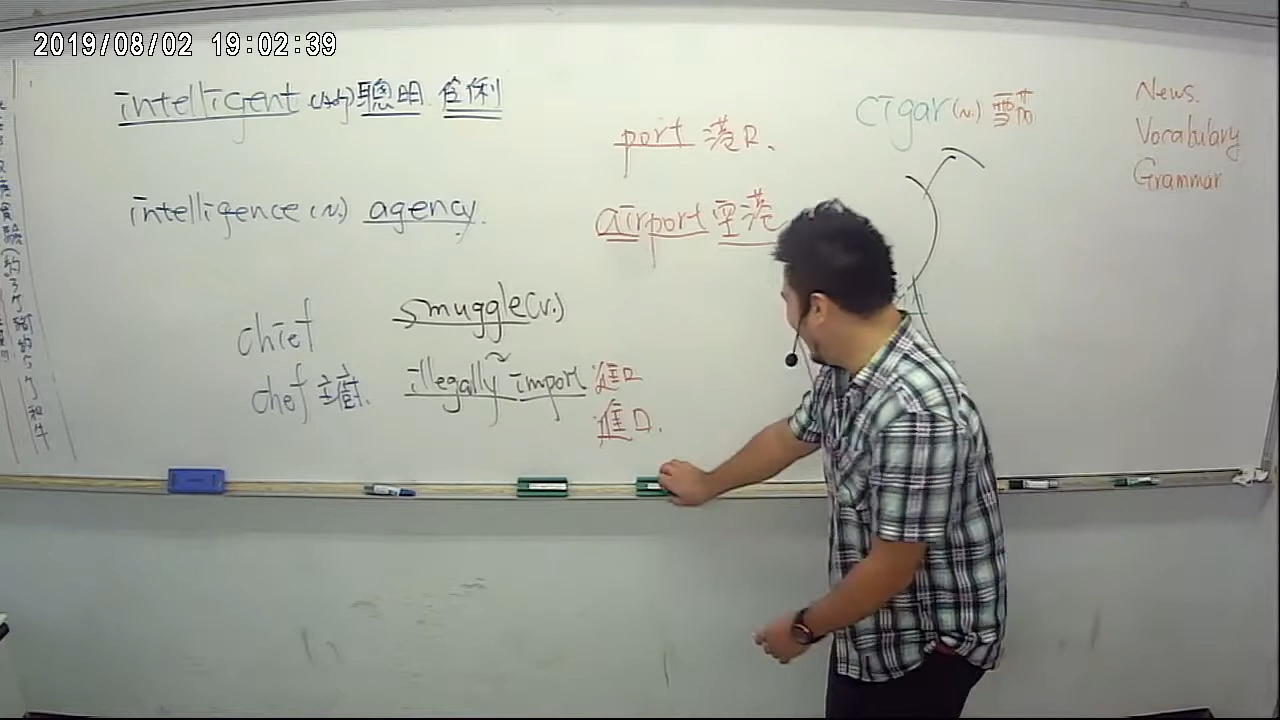 2019/08/02 19:02:39
intelligent (adj) 聰明 伶俐
intelligence (n.) agency.
chief
chef 主廚.
smuggle (v.)
illegally import 進口
進口.
port 港口.
airport 空港
cigar (n.) 雪茄
News.
Vocabulary
Grammar